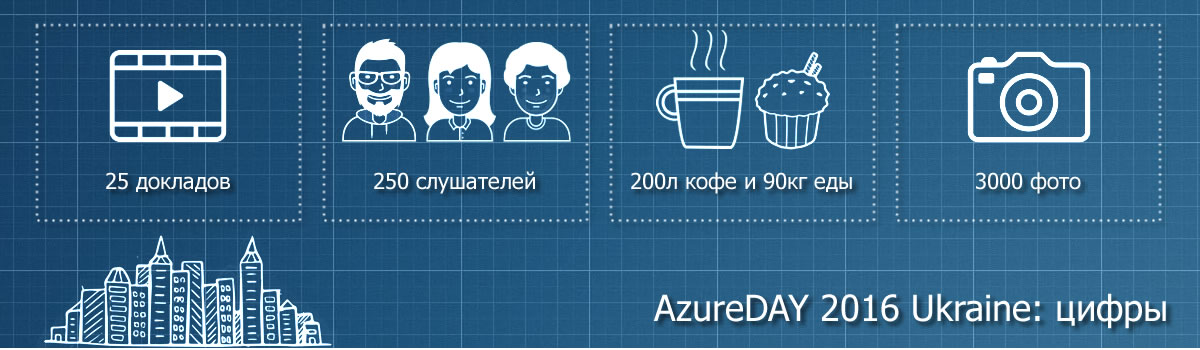 25 докладов
250 слушателей
200л кофе и 90кг еды
3000 фото
AzureDAY 2016 Ukraine: цифры